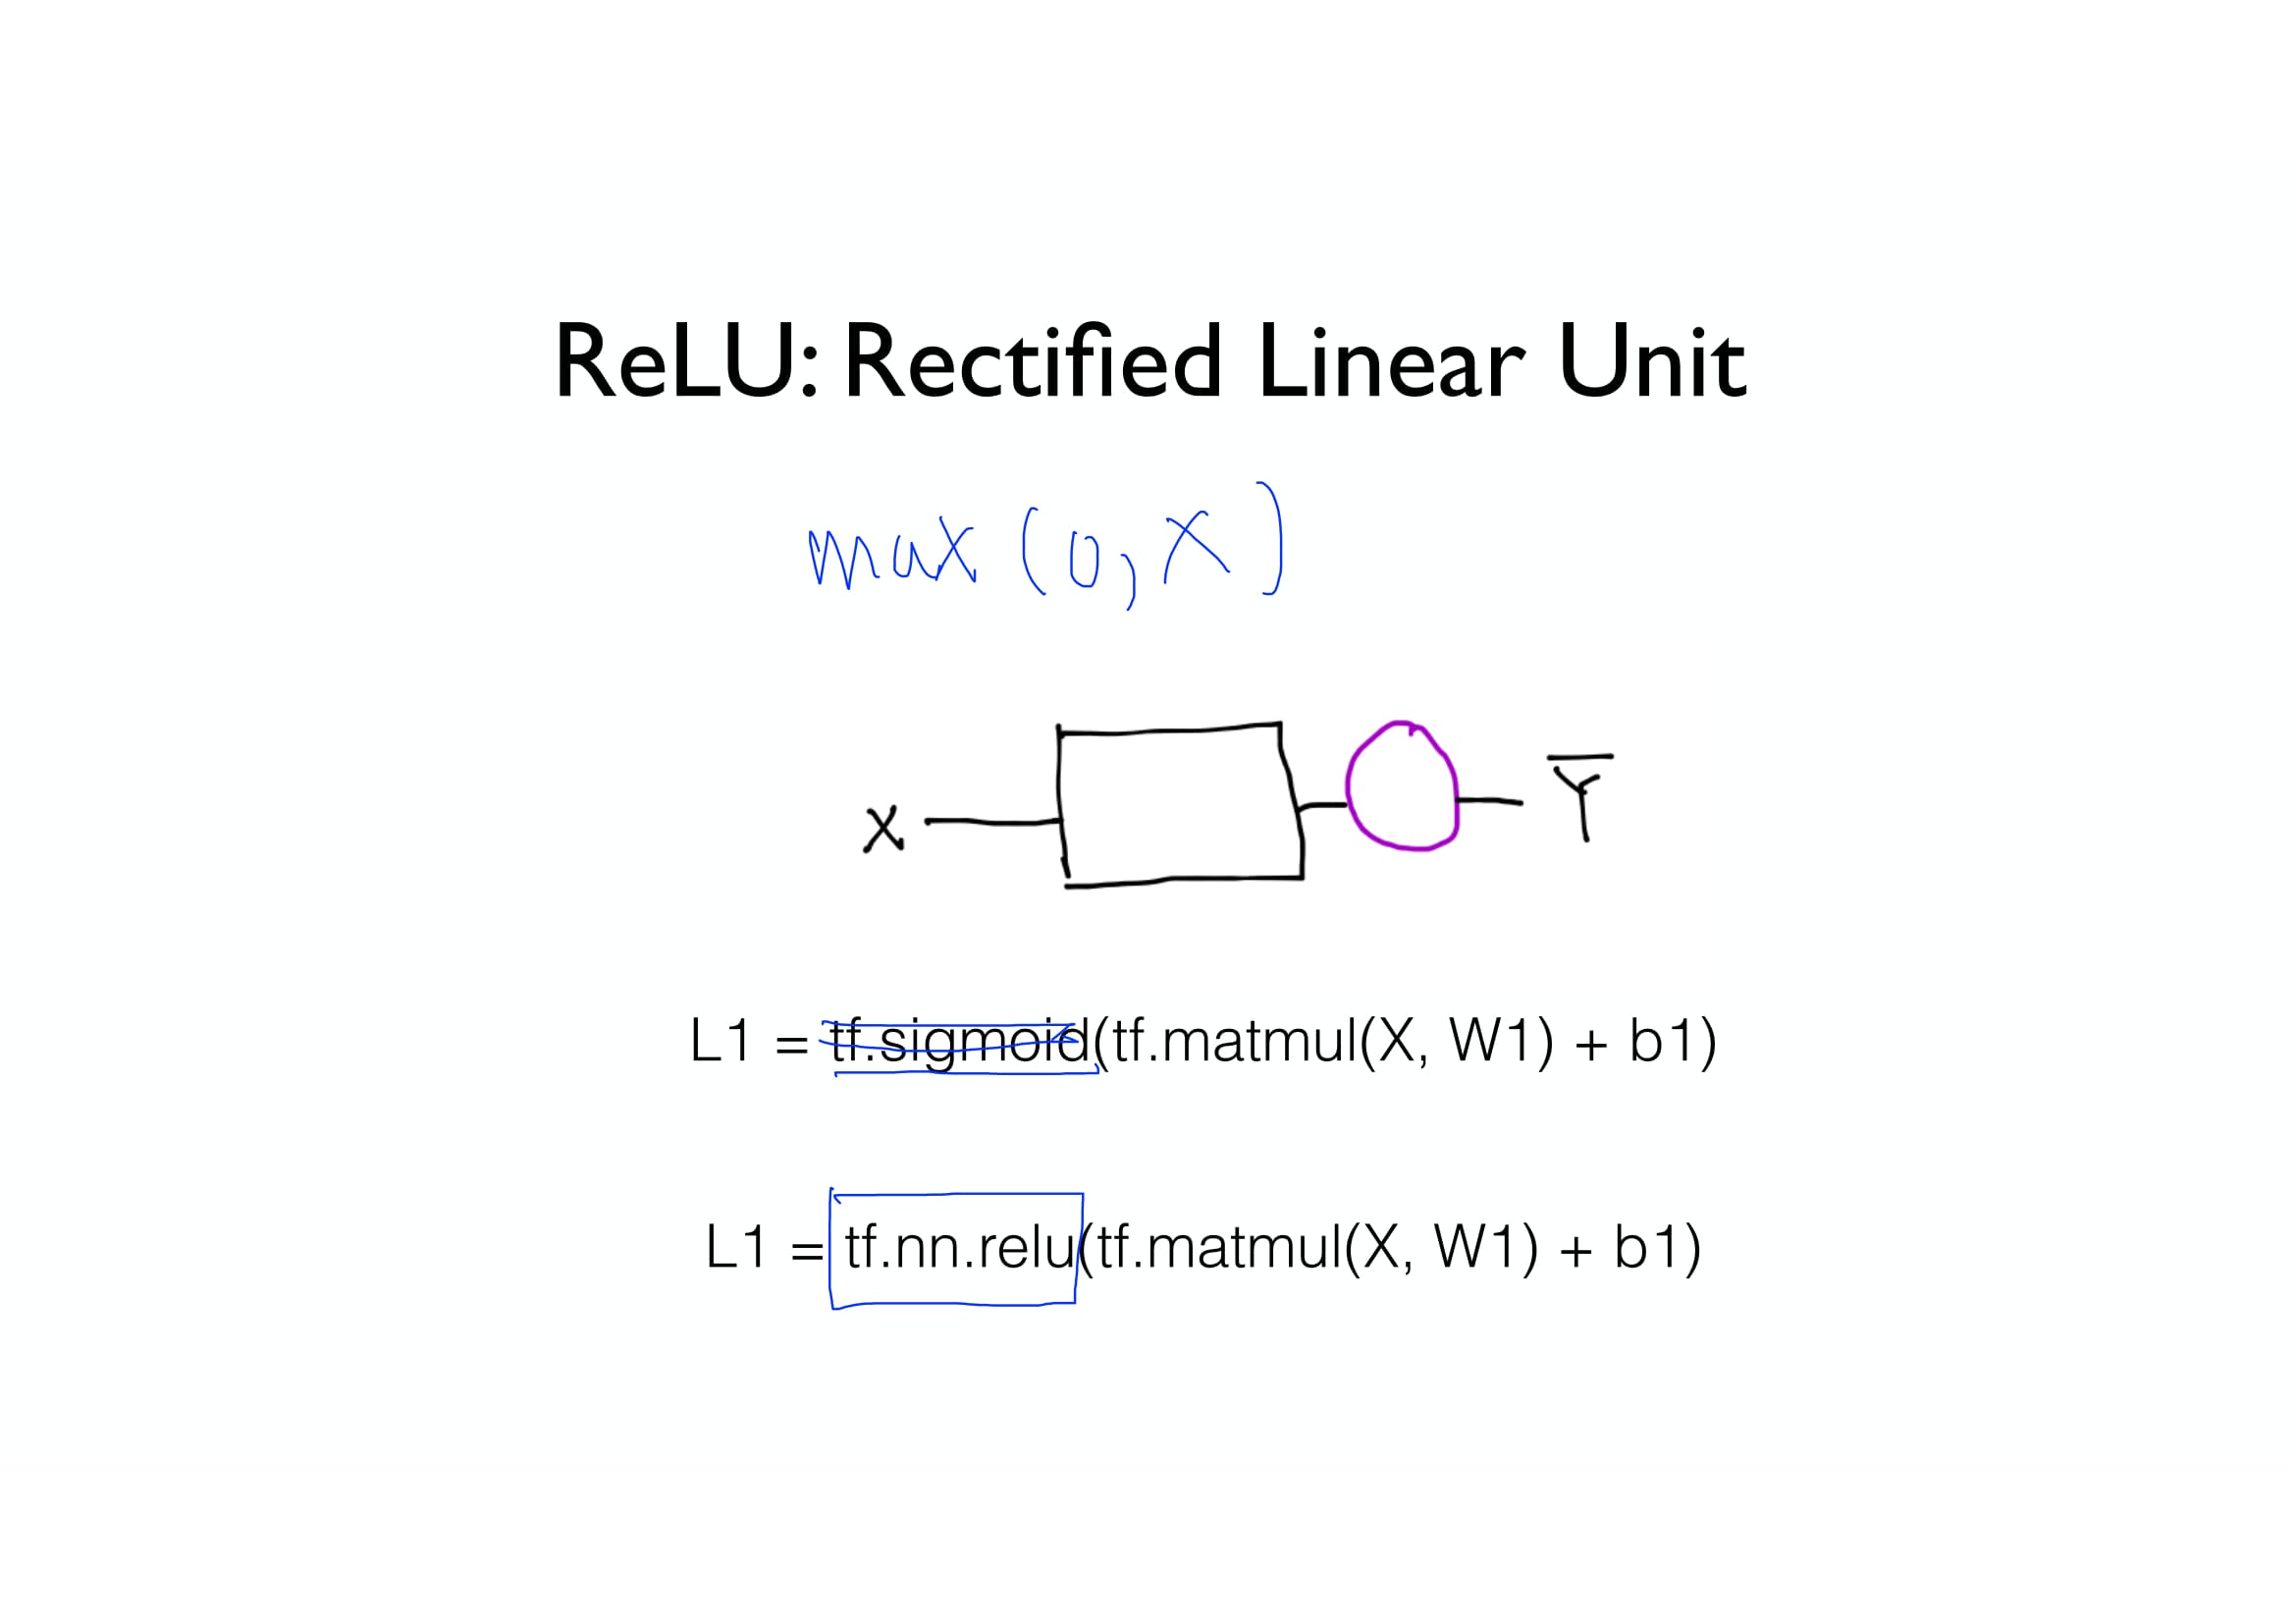 ReLU: Rectified Linear Unit
max (0, x)
X Y
L1 = tf.sigmoid(tf.matmul(X, W1) + b1)
L1 = tf.nn.relu(tf.matmul(X, W1) + b1)